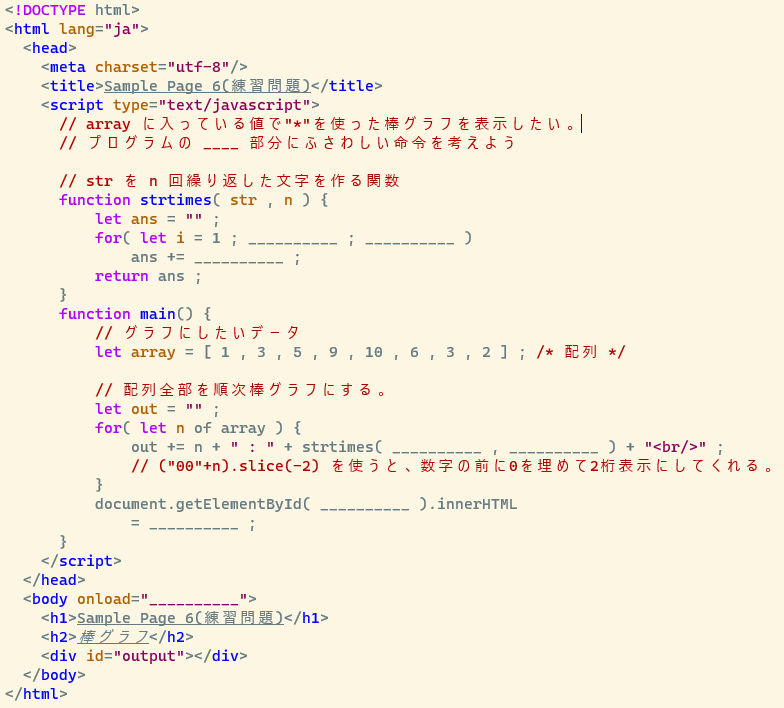 <!DOCTYPE html>
<html lang="ja">
  <head>
    <meta charset="utf-8"/>
    <title>Sample Page 6(練習問題)</title>
    <script type="text/javascript">
      // array に入っている値で"*"を使った棒グラフを表示したい。
      // プログラムの ____ 部分にふさわしい命令を考えよう

      // str を n 回繰り返した文字を作る関数
      function strtimes( str , n ) {
          let ans = "" ;
          for( let i = 1 ; __________ ; __________ )
              ans += __________ ;
          return ans ;
      }
      function main() {
          // グラフにしたいデータ
          let array = [ 1 , 3 , 5 , 9 , 10 , 6 , 3 , 2 ] ; /* 配列 */

          // 配列全部を順次棒グラフにする。
          let out = "" ;
          for( let n of array ) {
              out += n + " : " + strtimes( __________ , __________ ) + "<br/>" ;
              // ("00"+n).slice(-2) を使うと、数字の前に0を埋めて2桁表示にしてくれる。
          }
          document.getElementById( __________ ).innerHTML
              = __________ ;
      }
    </script>
  </head>
  <body onload="__________">
    <h1>Sample Page 6(練習問題)</h1>
    <h2>棒グラフ</h2>
    <div id="output"></div>
  </body>
</html>